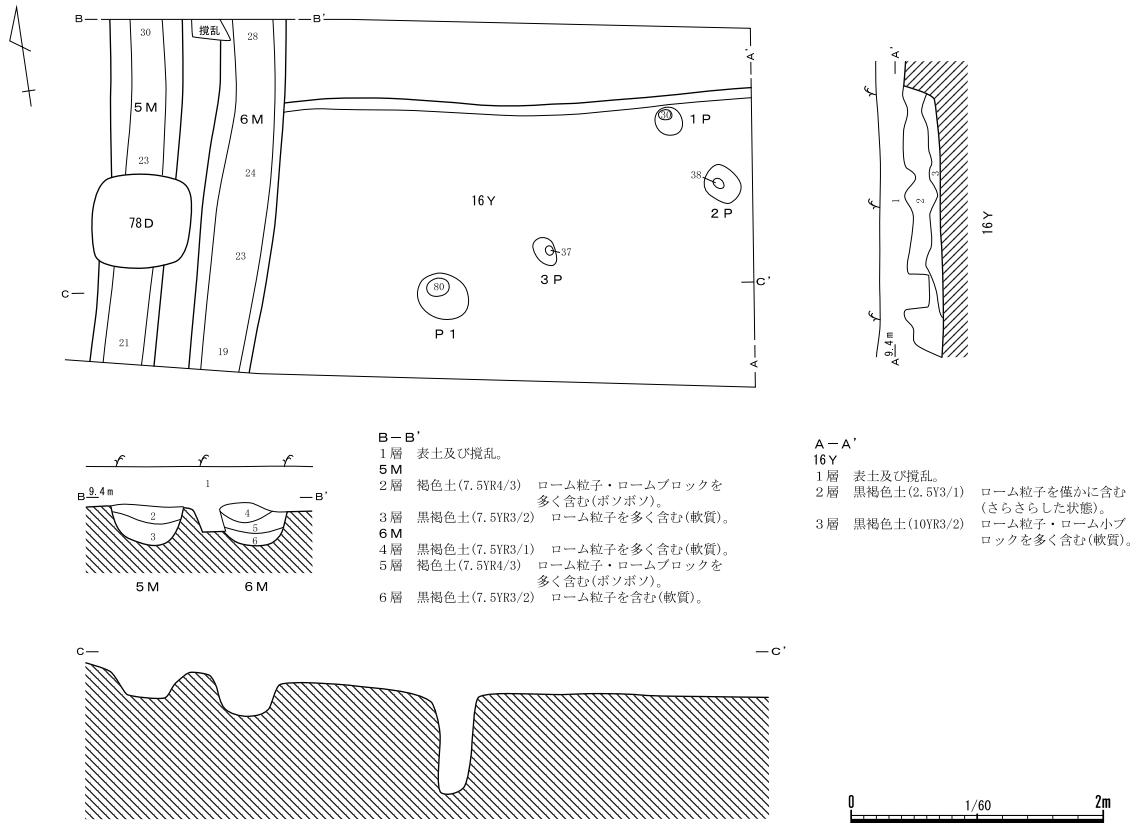 B B'
30 撹乱 28
5M 6M
A'
30 1P
23
24
38
2P
78D
16Y
23
37
3P
C C'
80
P1
21
19
A
A'
1 2 3
16Y
9.4m
A
B-B'
1層 表土及び撹乱。
5M
2層 褐色土(7.5YR4/3) ローム粒子・ロームブロックを
多く含む(ボソボソ)。
3層 黒褐色土(7.5YR3/2) ローム粒子を多く含む(軟質)。
6M
4層 黒褐色土(7.5YR3/1) ローム粒子を多く含む(軟質)。
5層 褐色土(7.5YR4/3) ローム粒子・ロームブロックを
多く含む(ボソボソ)。
6層 黒褐色土(7.5YR3/2) ローム粒子を含む(軟質)。
A-A'
16Y
1層 表土及び撹乱。
2層 黒褐色土(2.5Y3/1) ローム粒子を僅かに含む
(さらさらした状態)。
3層 黒褐色土(10YR3/2) ローム粒子・ローム小ブ
ロックを多く含む(軟質)。
1
B 9.4m B'
2 4
3 5
6
5M 6M
C C'
0 1/60 2m